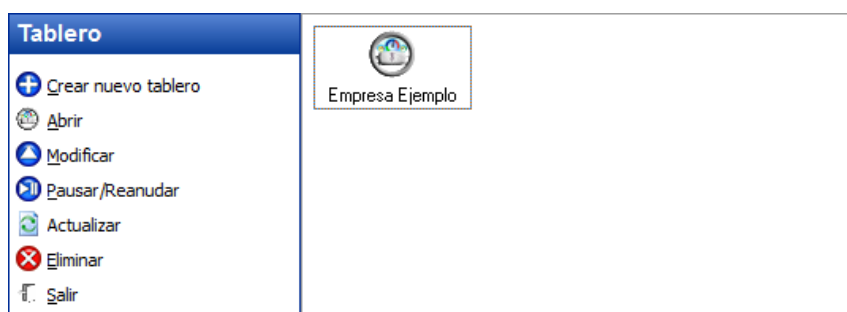 Tablero
Crear nuevo tablero
Abrir
Modificar
Pausar/Reanudar
Actualizar
Eliminar
Salir
Empresa Ejemplo